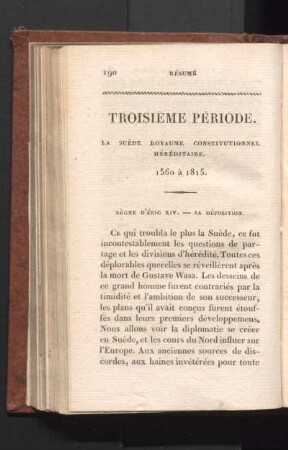 190 RÉSUMÉ
TROISIÈME PÉRIODE.
LA SUÈDE ROYAUME CONSTITUTIONNEL
HÉRÉDITAIRE.
1560 à 1815.
RÈGNE D'ÉRIC XIV. — SA DÉPOSITION.
Ce qui troubla le plus la Suède, ce fut
incontestablement les questions de par-
tage et les divisions d'hérédité. Toutes ces
déplorables querelles se réveillèrent après
la mort de Gustave Wasa. Les desseins de
ce grand homme furent contrariés par la
timidité et l'ambition de son successeur,
les plans qu'il avait conçus furent étouf-
fés dans leurs premiers développemens.
Nous allons voir la diplomatie se créer
en Suède, et les cours du Nord influer sur
l'Europe. Aux anciennes sources de dis-
cordes, aux haines invétérées pour toute